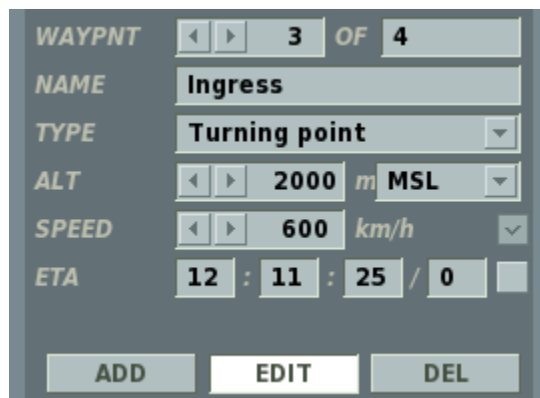 WAYPNT 3 OF 4
NAME Ingress
TYPE Turning point
ALT 2000 m MSL
SPEED 600 km/h
ETA 12 : 11 : 25 / 0
ADD EDIT DEL